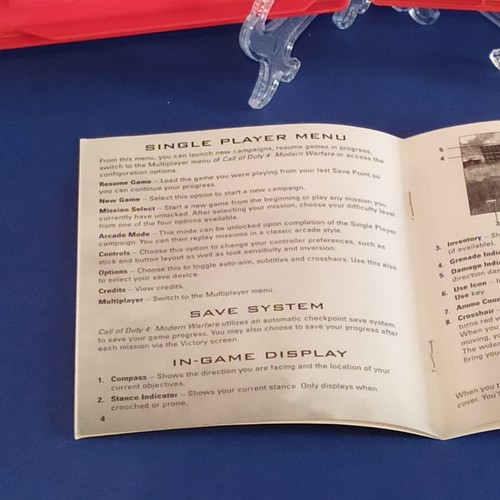 SINGLE PLAYER MENU
From this menu, you can launch new campaigns, resume games in progress,
switch to the Multiplayer menu of Call of Duty 4: Modern Warfare or access the
configuration options.
Resume Game – Load the game you were playing from your last Save Point so
you can continue your progress.
New Game – Select this option to start a new campaign.
Mission Select – Start a new game from the beginning or play any mission you
currently have unlocked. After selecting your mission, choose your difficulty level
from one of the four options available.
Arcade Mode – This mode can be unlocked upon completion of the Single Player
campaign. You can then replay missions in a classic arcade style.
Controls – Choose this option to change your controller preferences, such as
stick and button layout as well as look sensitivity and inversion.
Options – Choose this to toggle auto-aim, subtitles and crosshairs. Use this also
to select your save device.
Credits – View credits.
Multiplayer – Switch to the Multiplayer menu.
SAVE SYSTEM
Call of Duty 4: Modern Warfare utilizes an automatic checkpoint save system
to save your game progress. You may also choose to save your progress after
each mission via the Victory screen.
IN-GAME DISPLAY
1. Compass – Shows the direction you are facing and the location of your
current objectives.
2. Stance Indicator – Shows your current stance. Only displays when
crouched or prone.
4
5
4
3. Inventory – Sh
(if available).
4. Grenade Indi
5. Damage Indi
direction da
6. Use Icon – I
Use key
7. Ammo Cou
8. Crosshair –
turns red w
When you
moving, yo
The wider
firing your
When you t
cover. You'l